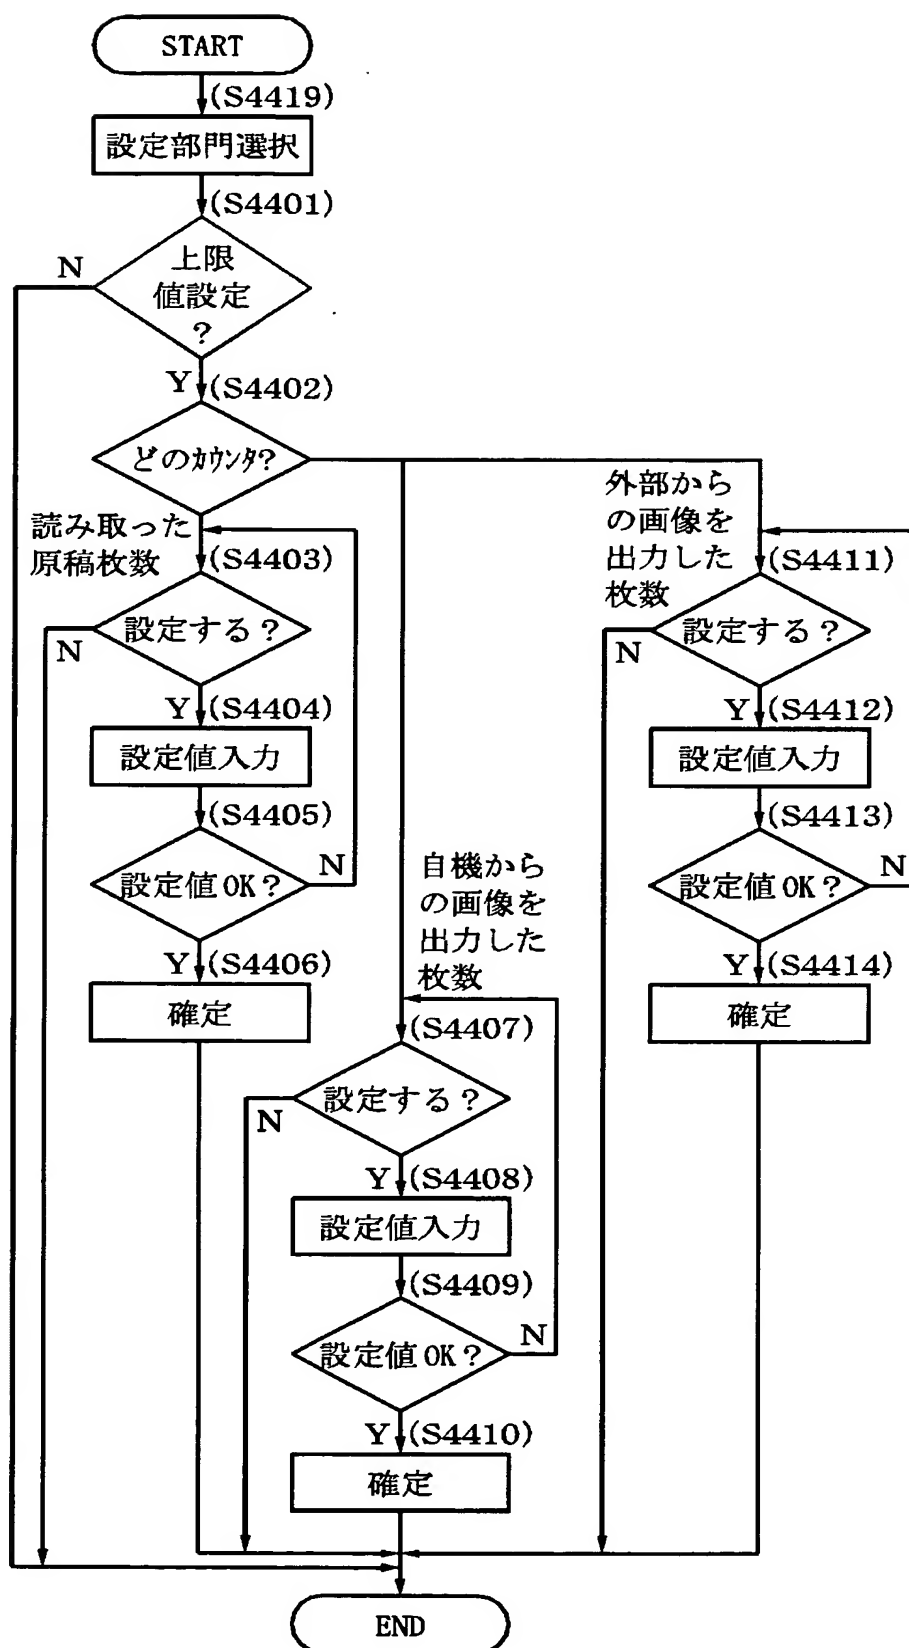 START
(S4419)
設定部門選択
(S4401)
上限
値設定
?
N
Y (S4402)
どのカウンタ?
読み取った
原稿枚数
(S4403)
設定する?
N
Y (S4404)
設定値入力
(S4405)
設定値OK?
N
Y (S4406)
確定
自機から
の画像を
出力した
枚数
(S4407)
設定する?
N
Y (S4408)
設定値入力
(S4409)
設定値OK?
N
Y (S4410)
確定
外部から
の画像を
出力した
枚数
(S4411)
設定する?
N
Y (S4412)
設定値入力
(S4413)
設定値OK?
N
Y (S4414)
確定
END